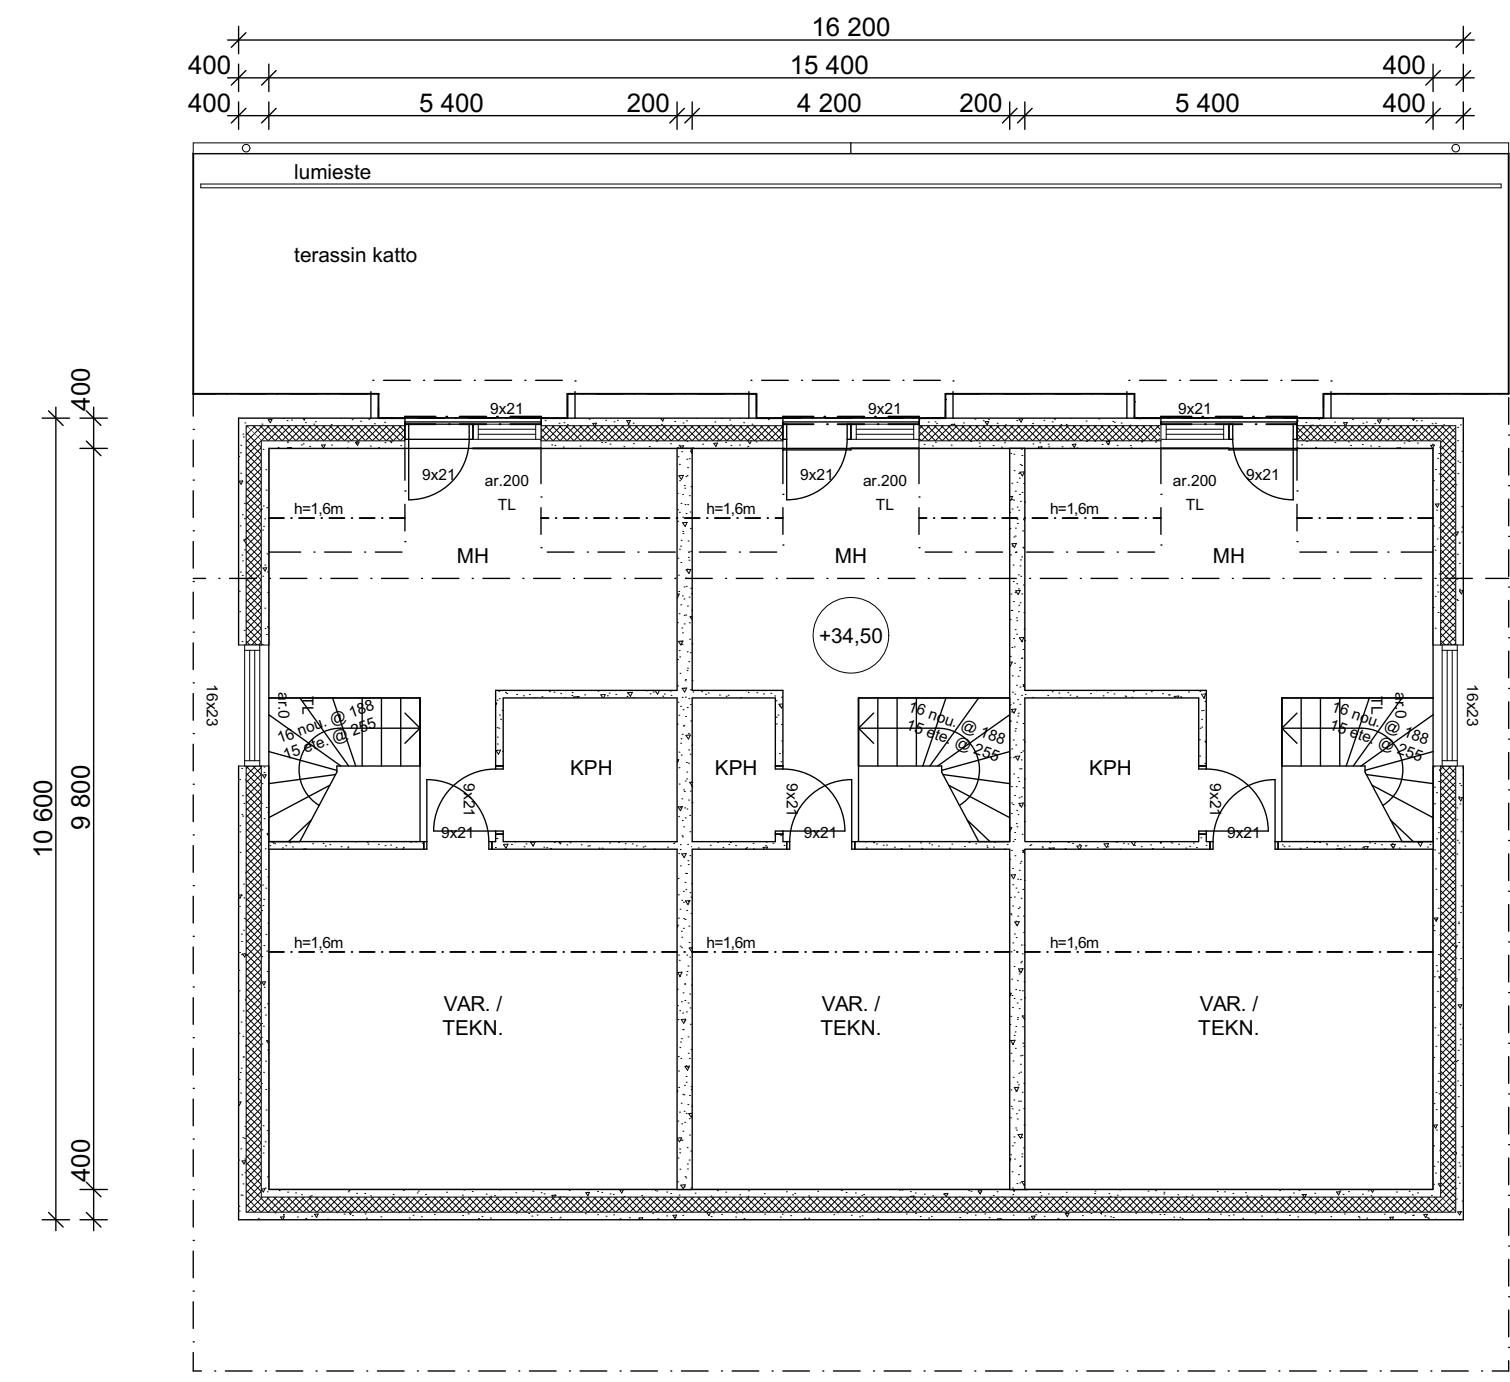 16 200
400 15 400 400
400 5 400 200 4 200 200 5 400 400
lumieste
terassin katto
400
9x21 9x21 9x21
9x21 9x21 9x21
ar.200 ar.200 ar.200
TL TL TL
h=1,6m h=1,6m h=1,6m
MH MH MH
+34,50
16x23 16x23
ar.0 TL TL ar.0
16 nou. @ 188 16 nou. @ 188 16 nou. @ 188
15 ete. @ 255 15 ete. @ 255 15 ete. @ 255
KPH KPH KPH
10 600 9 800
9x21 9x21 9x21
9x21 9x21 9x21
h=1,6m h=1,6m h=1,6m
VAR. / VAR. / VAR. /
TEKN. TEKN. TEKN.
400